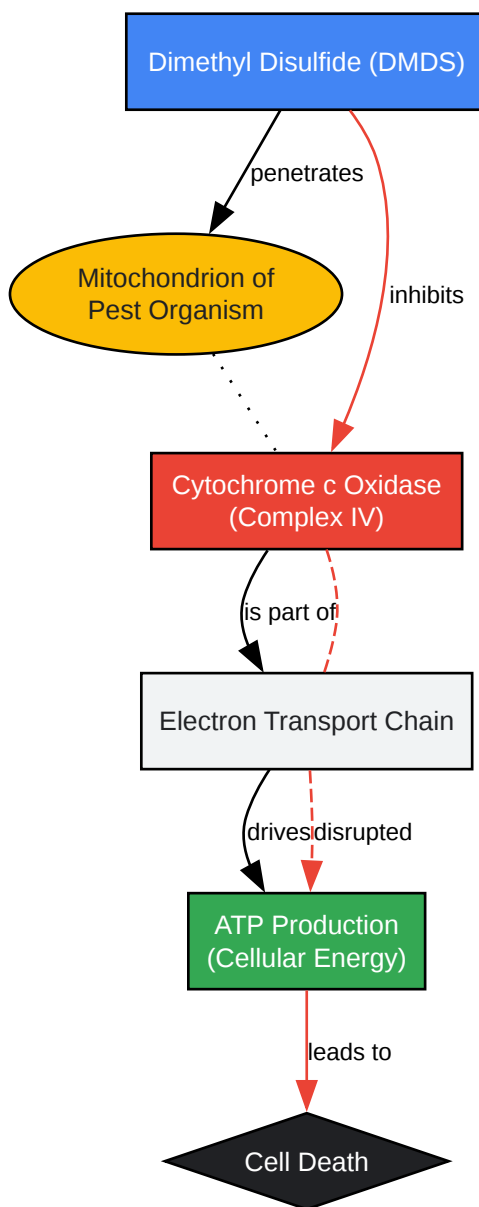 Dimethyl Disulfide (DMDS)
penetrates
Mitochondrion of
Pest Organism
inhibits
Cytochrome c Oxidase
(Complex IV)
is part of
Electron Transport Chain
drives
disrupted
ATP Production
(Cellular Energy)
leads to
Cell Death